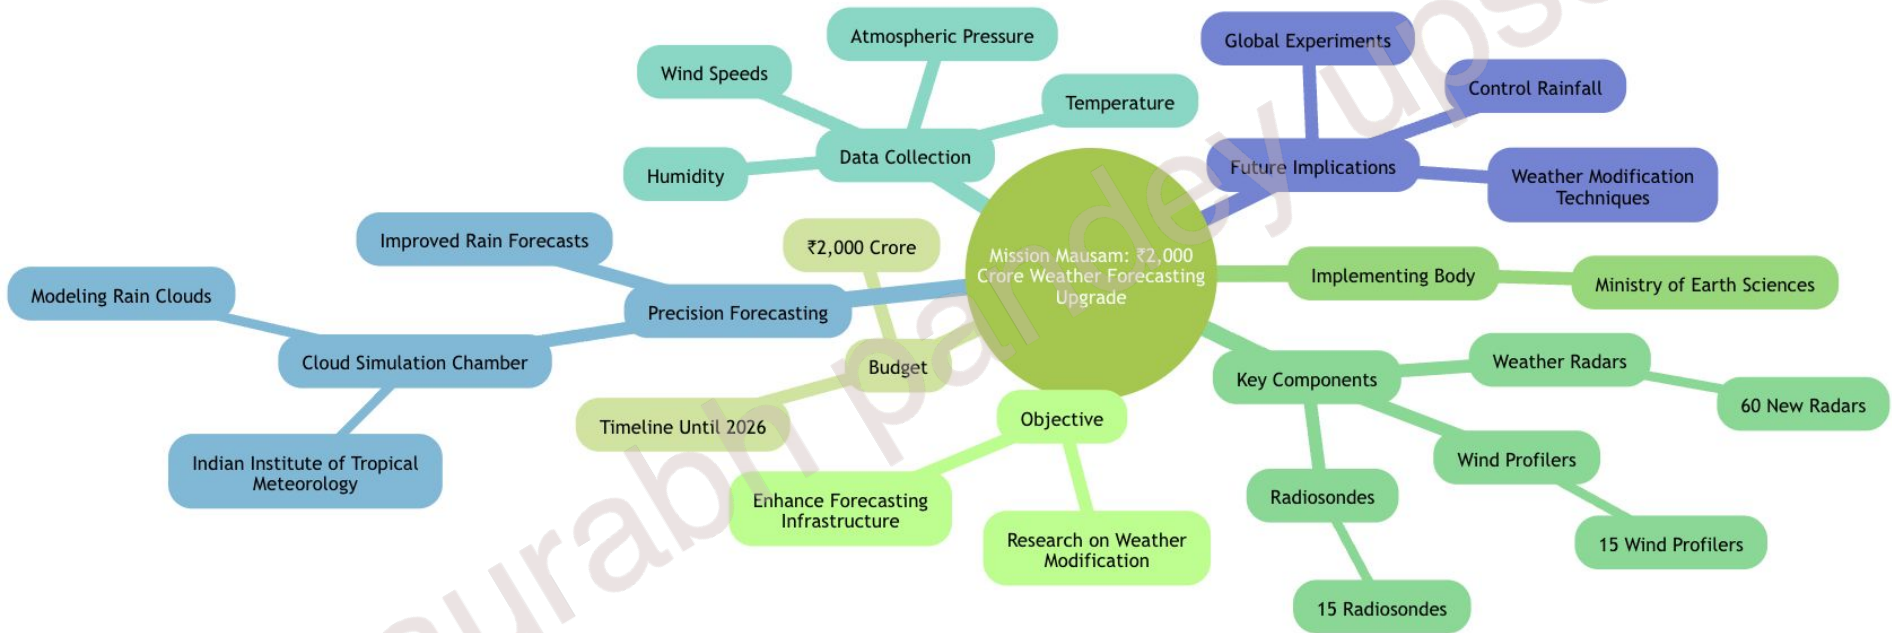 Mission Mausam: ₹2,000
Crore Weather Forecasting
Upgrade
Data Collection
Atmospheric Pressure
Wind Speeds
Temperature
Humidity
Future Implications
Global Experiments
Control Rainfall
Weather Modification
Techniques
Implementing Body
Ministry of Earth Sciences
Key Components
Weather Radars
60 New Radars
Wind Profilers
15 Wind Profilers
Radiosondes
15 Radiosondes
Objective
Enhance Forecasting
Infrastructure
Research on Weather
Modification
Budget
₹2,000 Crore
Timeline Until 2026
Precision Forecasting
Improved Rain Forecasts
Cloud Simulation Chamber
Modeling Rain Clouds
Indian Institute of Tropical
Meteorology
surabh pandey upsc